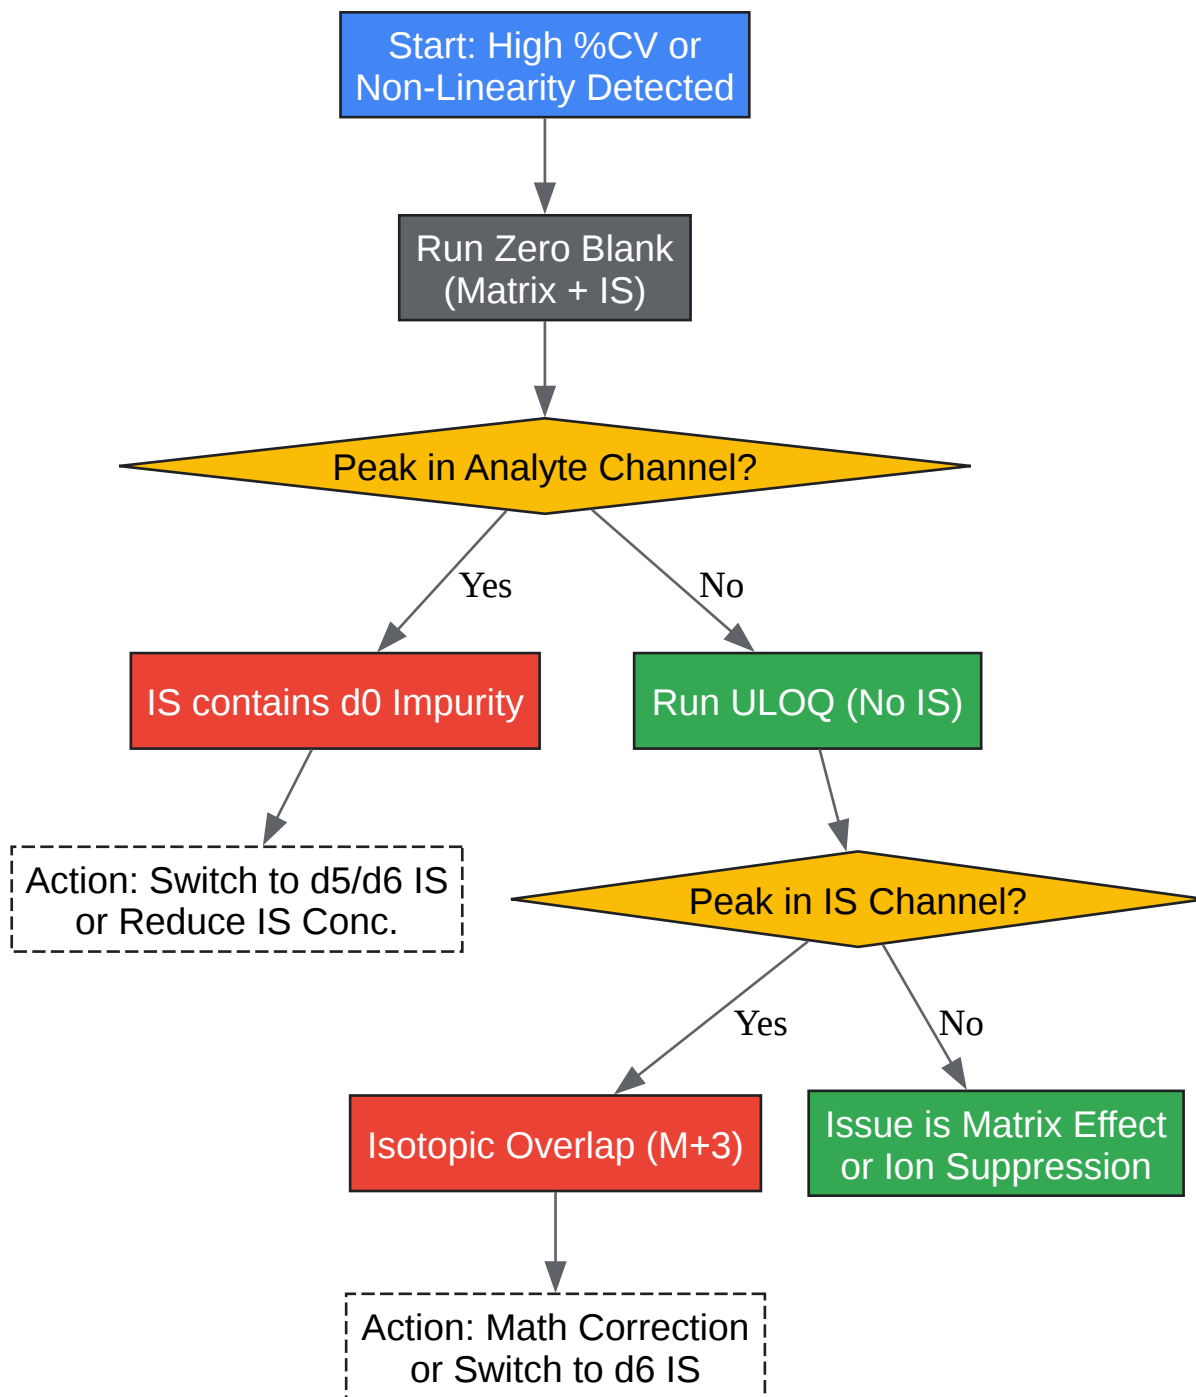 Start: High %CV or
Non-Linearity Detected
Run Zero Blank
(Matrix + IS)
Peak in Analyte Channel?
Yes
No
IS contains d0 Impurity
Run ULOQ (No IS)
Action: Switch to d5/d6 IS
or Reduce IS Conc.
Peak in IS Channel?
Yes
No
Isotopic Overlap (M+3)
Issue is Matrix Effect
or Ion Suppression
Action: Math Correction
or Switch to d6 IS